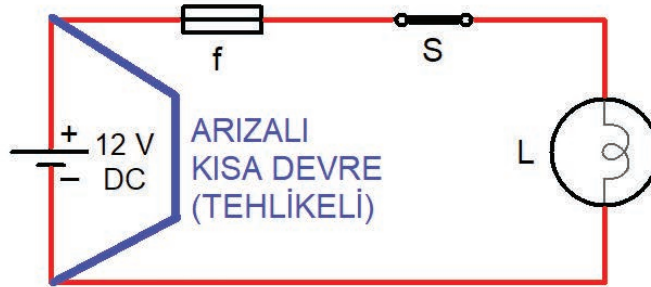 f
S
+
12 V
DC
−
ARIZALI
KISA DEVRE
(TEHLİKELİ)
L